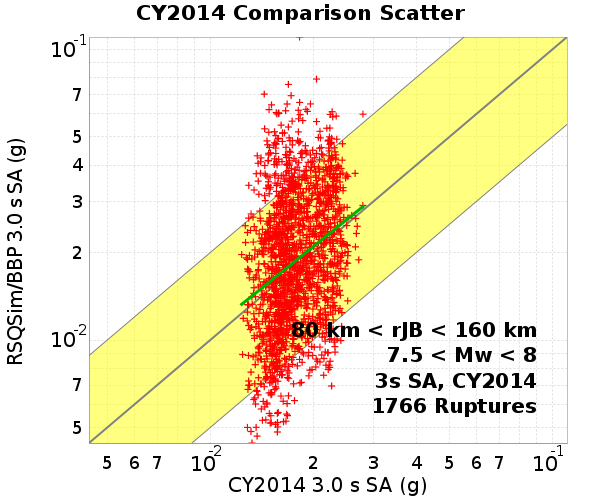 CY2014 Comparison Scatter
RSQSim/BBP 3.0 s SA (g)
10^-1
7
5
4
3
2
10^-2
7
5
80 km < rJB < 160 km
7.5 < Mw < 8
3s SA, CY2014
1766 Ruptures
5 6 7 10^-2 2 3 4 5 6 7 10^-1
CY2014 3.0 s SA (g)